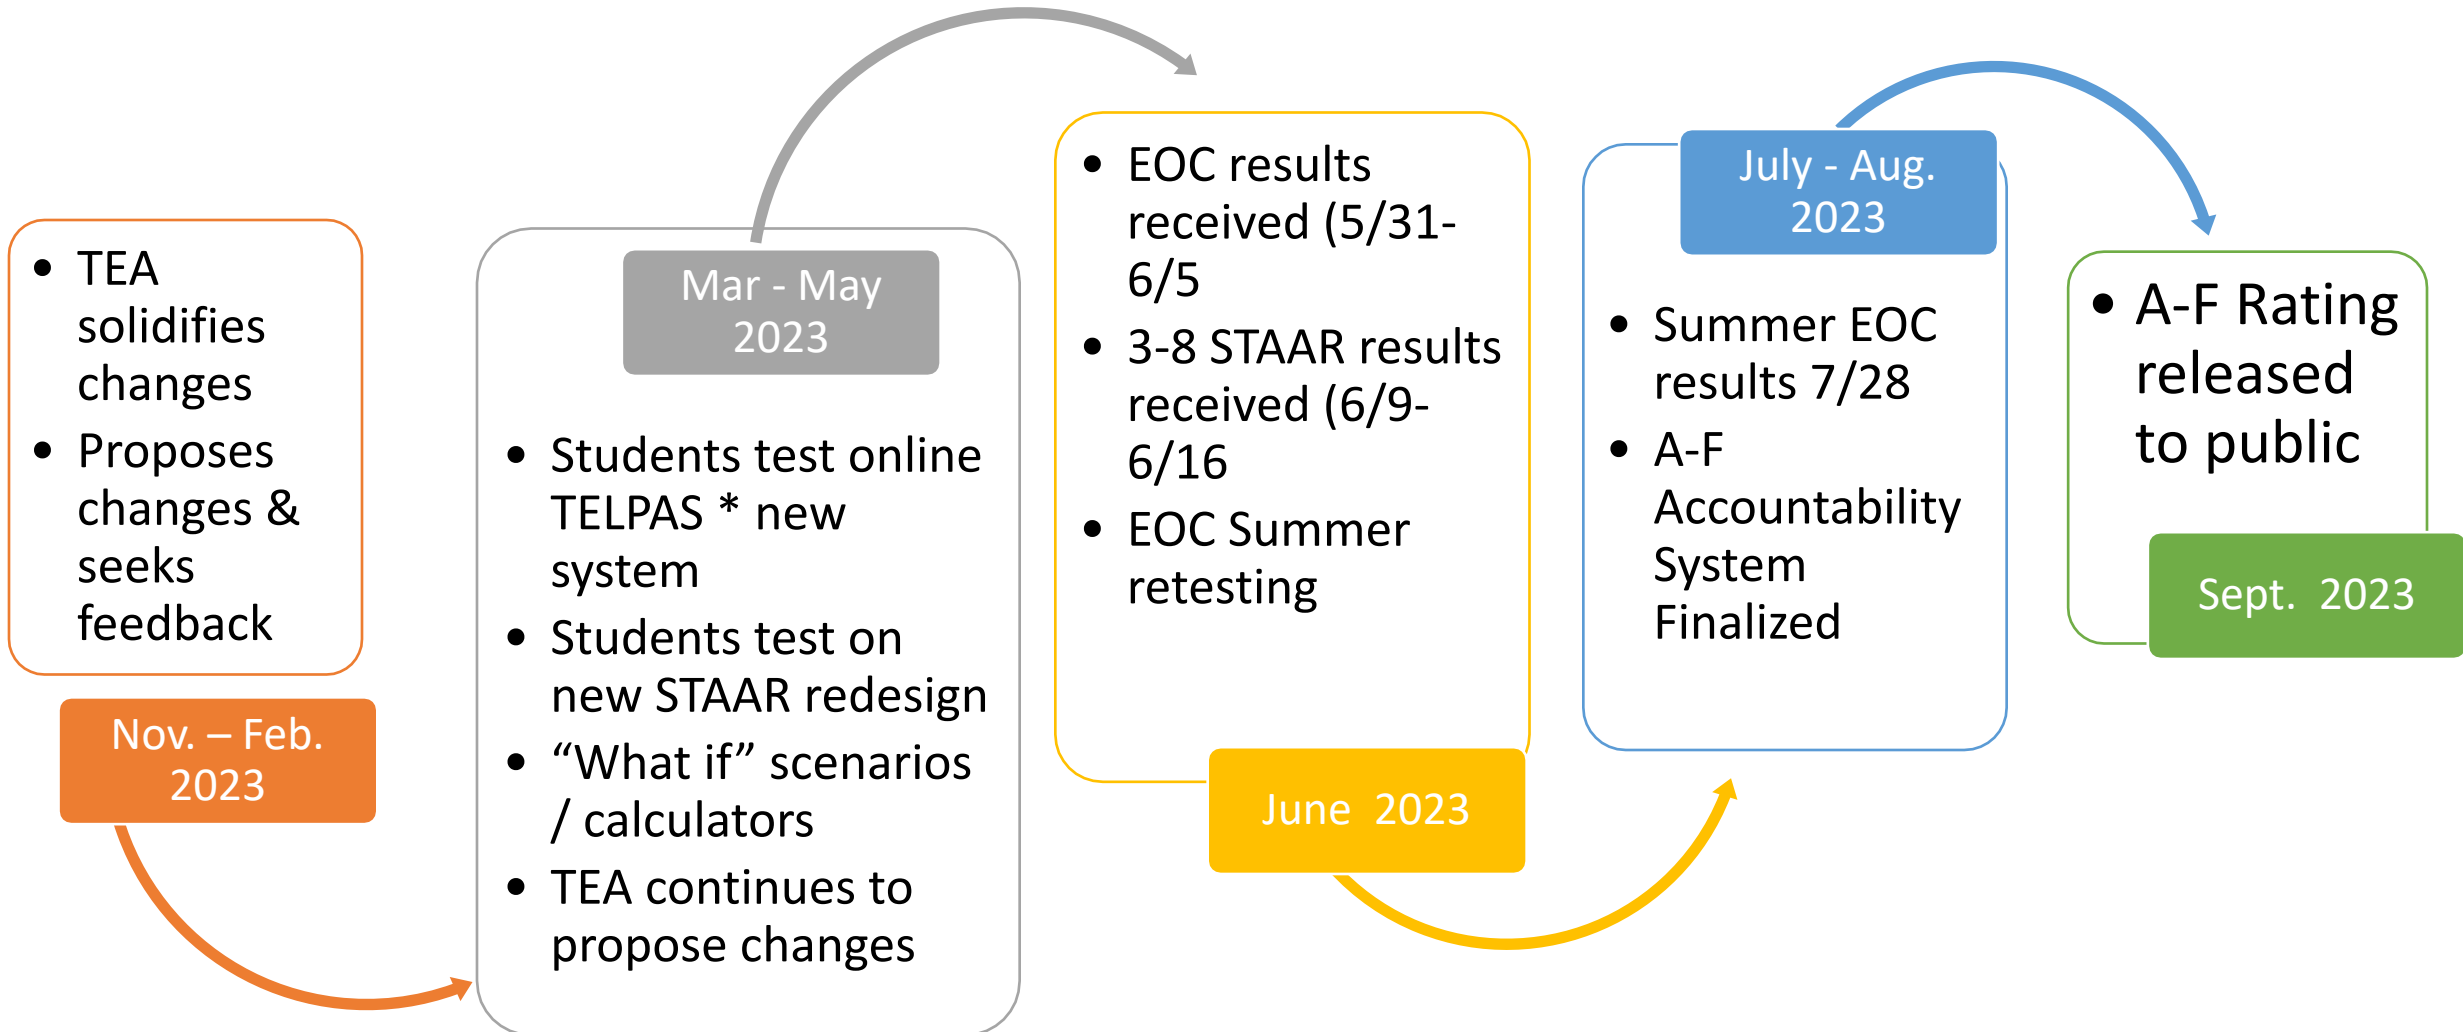 • TEA
solidifies
changes
• Proposes
changes &
seeks
feedback
Nov. – Feb.
2023
Mar - May
2023
• Students test online
TELPAS * new
system
• Students test on
new STAAR redesign
• “What if” scenarios
/ calculators
• TEA continues to
propose changes
• EOC results
received (5/31-
6/5
• 3-8 STAAR results
received (6/9-
6/16
• EOC Summer
retesting
June 2023
July - Aug.
2023
• Summer EOC
results 7/28
• A-F
Accountability
System
Finalized
• A-F Rating
released
to public
Sept. 2023